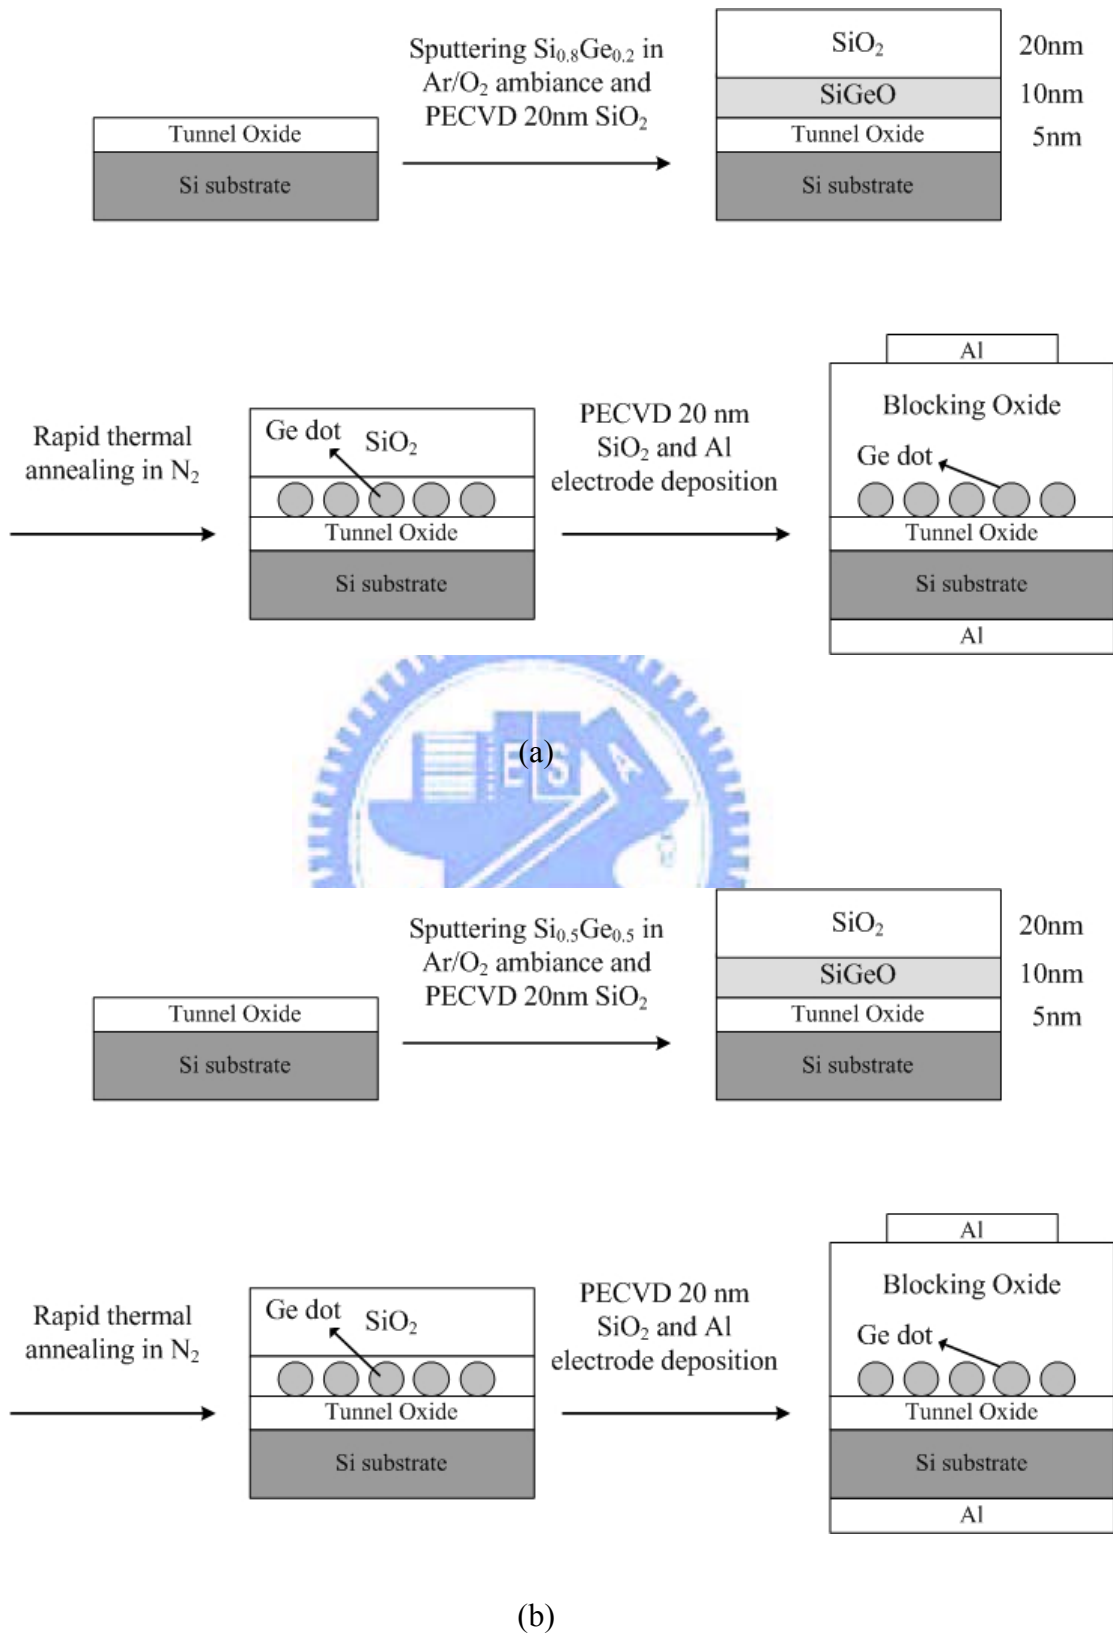 Sputtering Si₀.₈Ge₀.₂ in
Ar/O₂ ambiance and
PECVD 20nm SiO₂
Tunnel Oxide
Si substrate
SiO₂ 20nm
SiGeO 10nm
Tunnel Oxide 5nm
Si substrate
Rapid thermal
annealing in N₂
Ge dot
SiO₂
Tunnel Oxide
Si substrate
PECVD 20 nm
SiO₂ and Al
electrode deposition
Al
Blocking Oxide
Ge dot
Tunnel Oxide
Si substrate
Al
E S A
(a)
Sputtering Si₀.₅Ge₀.₅ in
Ar/O₂ ambiance and
PECVD 20nm SiO₂
Tunnel Oxide
Si substrate
SiO₂ 20nm
SiGeO 10nm
Tunnel Oxide 5nm
Si substrate
Rapid thermal
annealing in N₂
Ge dot
SiO₂
Tunnel Oxide
Si substrate
PECVD 20 nm
SiO₂ and Al
electrode deposition
Al
Blocking Oxide
Ge dot
Tunnel Oxide
Si substrate
Al
(b)